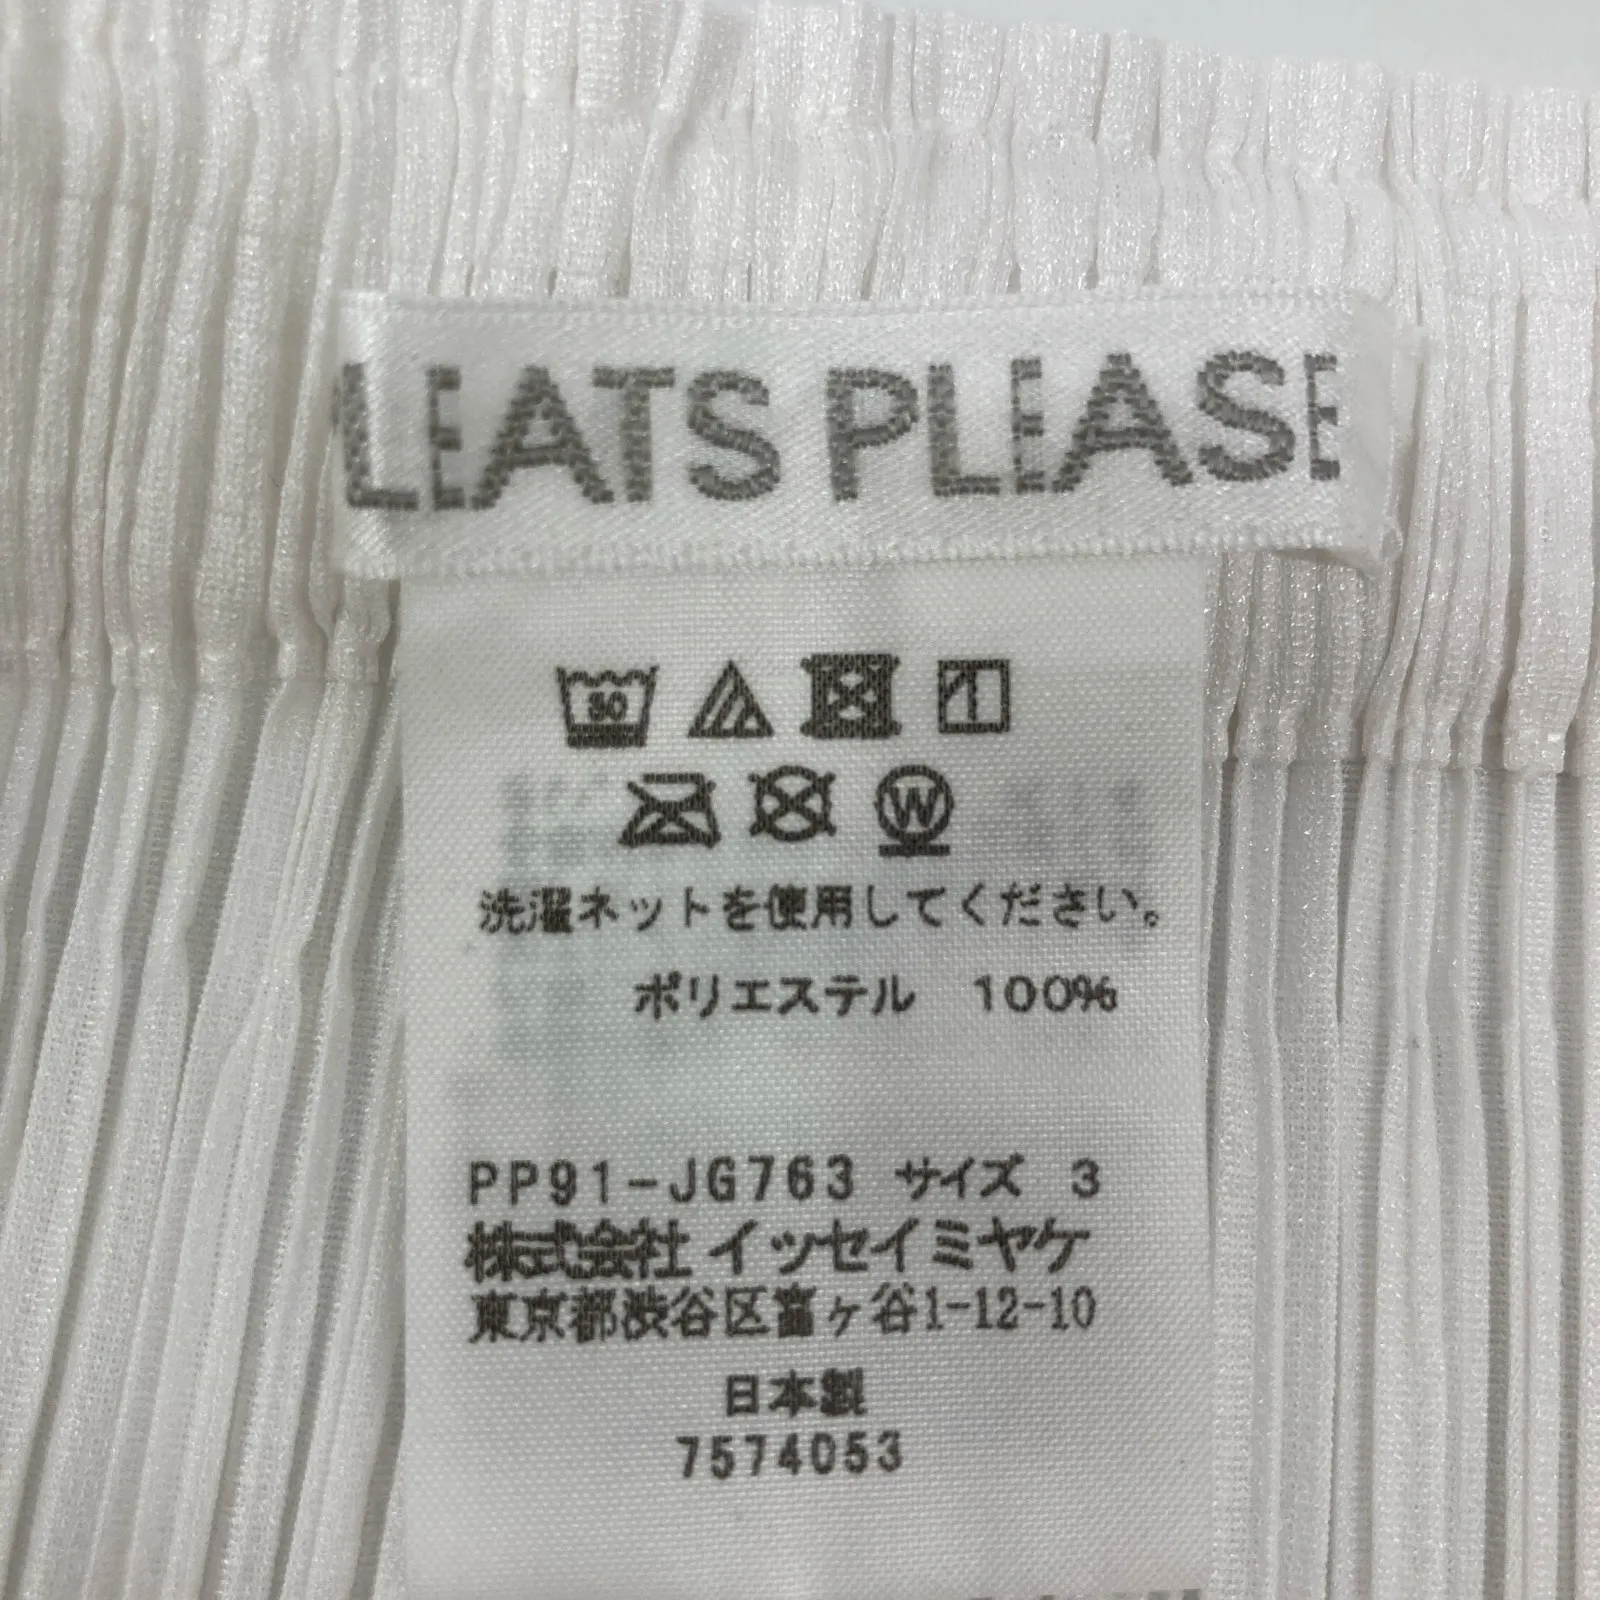 LEATS PLEASE
30
W
洗濯ネットを使用してください。
ポリエステル 100%
PP91-JG763 サイズ 3
株式会社 イッセイミヤケ
東京都渋谷区富ヶ谷1-12-10
日本製
7574053